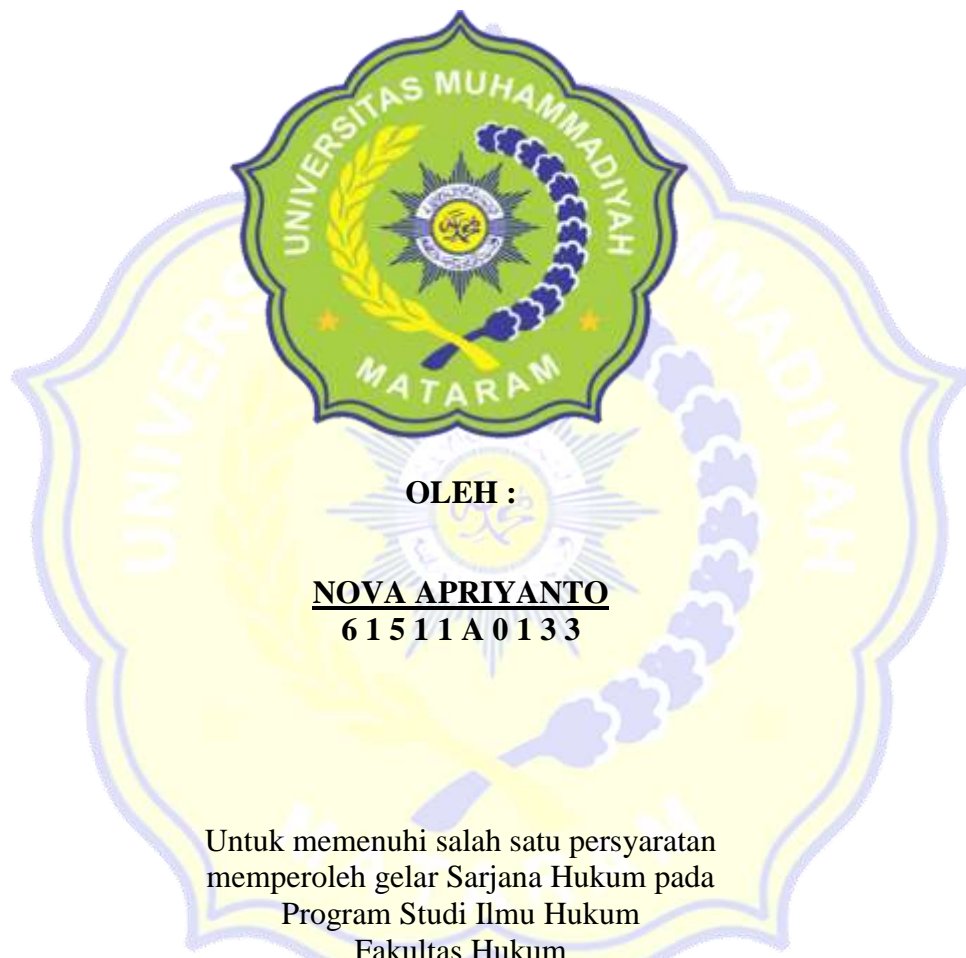 UNIVERSITAS MUHAMMADIYAH
MATARAM
OLEH :
NOVA APRIYANTO
6 1 5 1 1 A 0 1 3 3
Untuk memenuhi salah satu persyaratan
memperoleh gelar Sarjana Hukum pada
Program Studi Ilmu Hukum
Fakultas Hukum